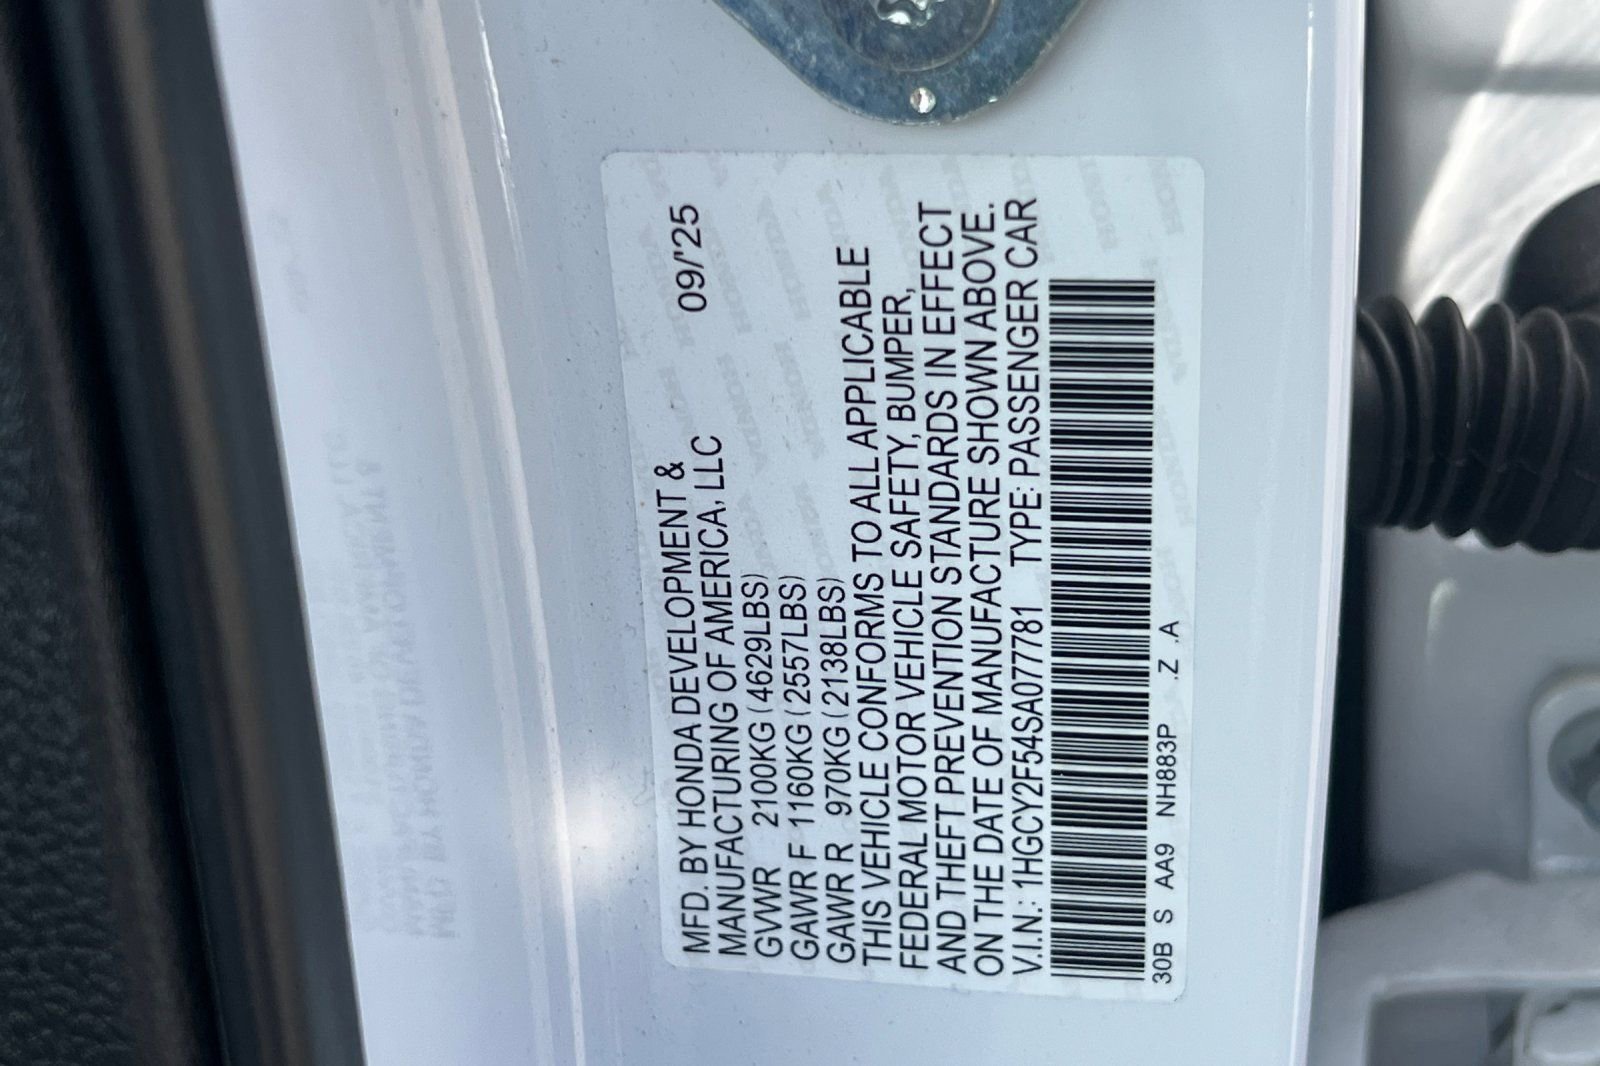 MFD. BY HONDA DEVELOPMENT &
MANUFACTURING OF AMERICA, LLC 09/'25
GVWR 2100KG (4629LBS)
GAWR F 1160KG (2557LBS)
GAWR R 970KG (2138LBS)
THIS VEHICLE CONFORMS TO ALL APPLICABLE
FEDERAL MOTOR VEHICLE SAFETY, BUMPER,
AND THEFT PREVENTION STANDARDS IN EFFECT
ON THE DATE OF MANUFACTURE SHOWN ABOVE.
V.I.N.: 1HGCY2F54SA077781 TYPE: PASSENGER CAR
30B S AA9 NH883P .Z .A